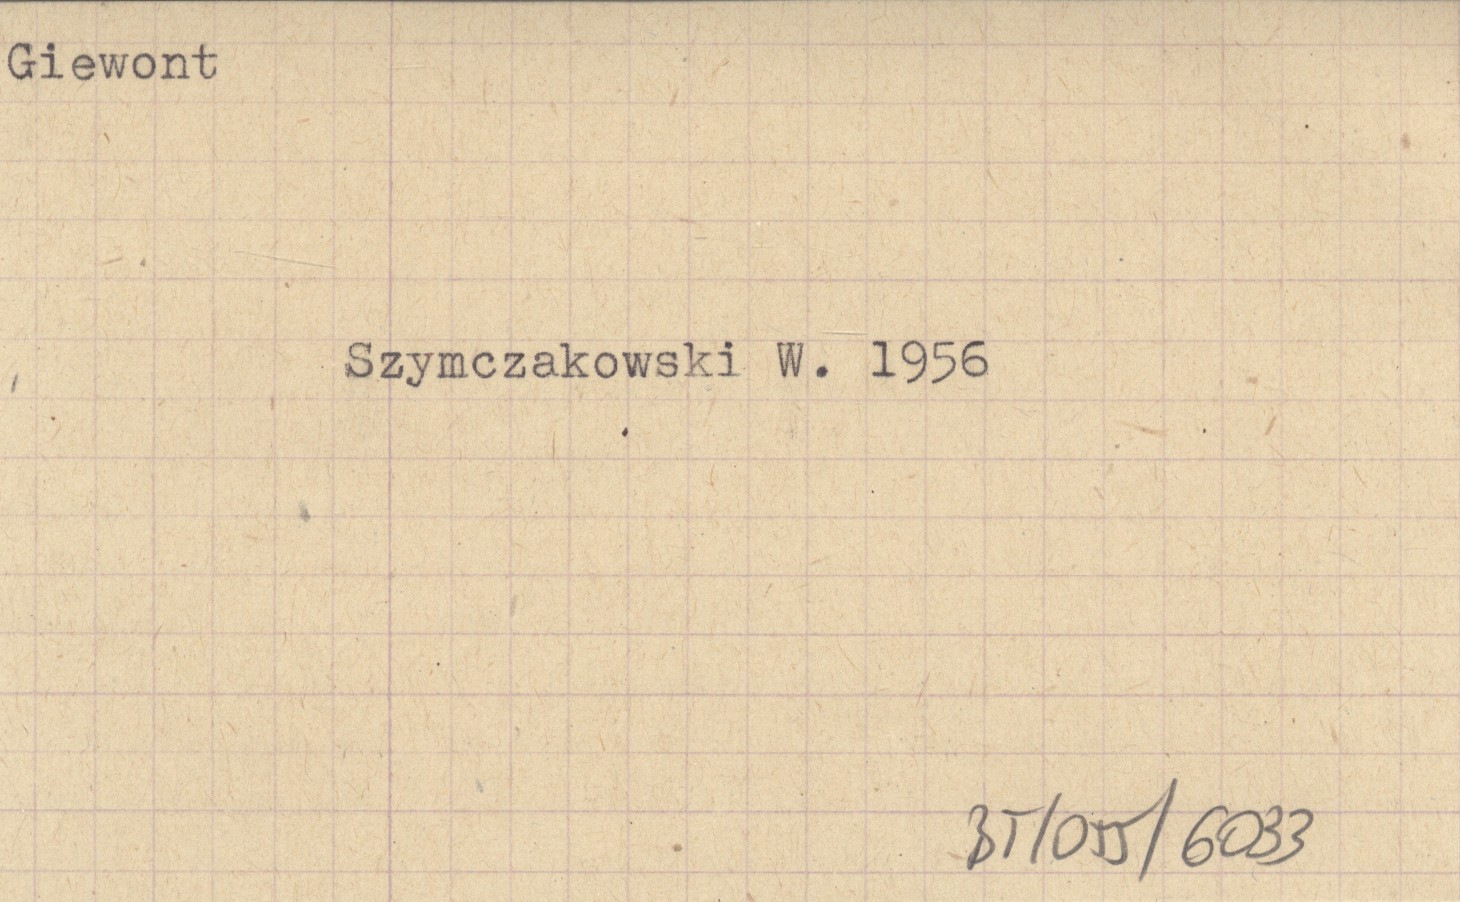 Giewont
Szymczakowski W. 1956
BT/055/6033